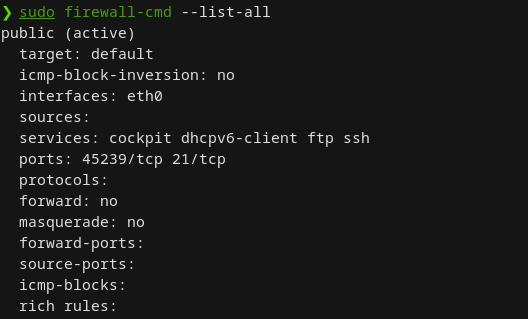 ❯ sudo firewall-cmd --list-all
public (active)
  target: default
  icmp-block-inversion: no
  interfaces: eth0
  sources:
  services: cockpit dhcpv6-client ftp ssh
  ports: 45239/tcp 21/tcp
  protocols:
  forward: no
  masquerade: no
  forward-ports:
  source-ports:
  icmp-blocks:
  rich rules: